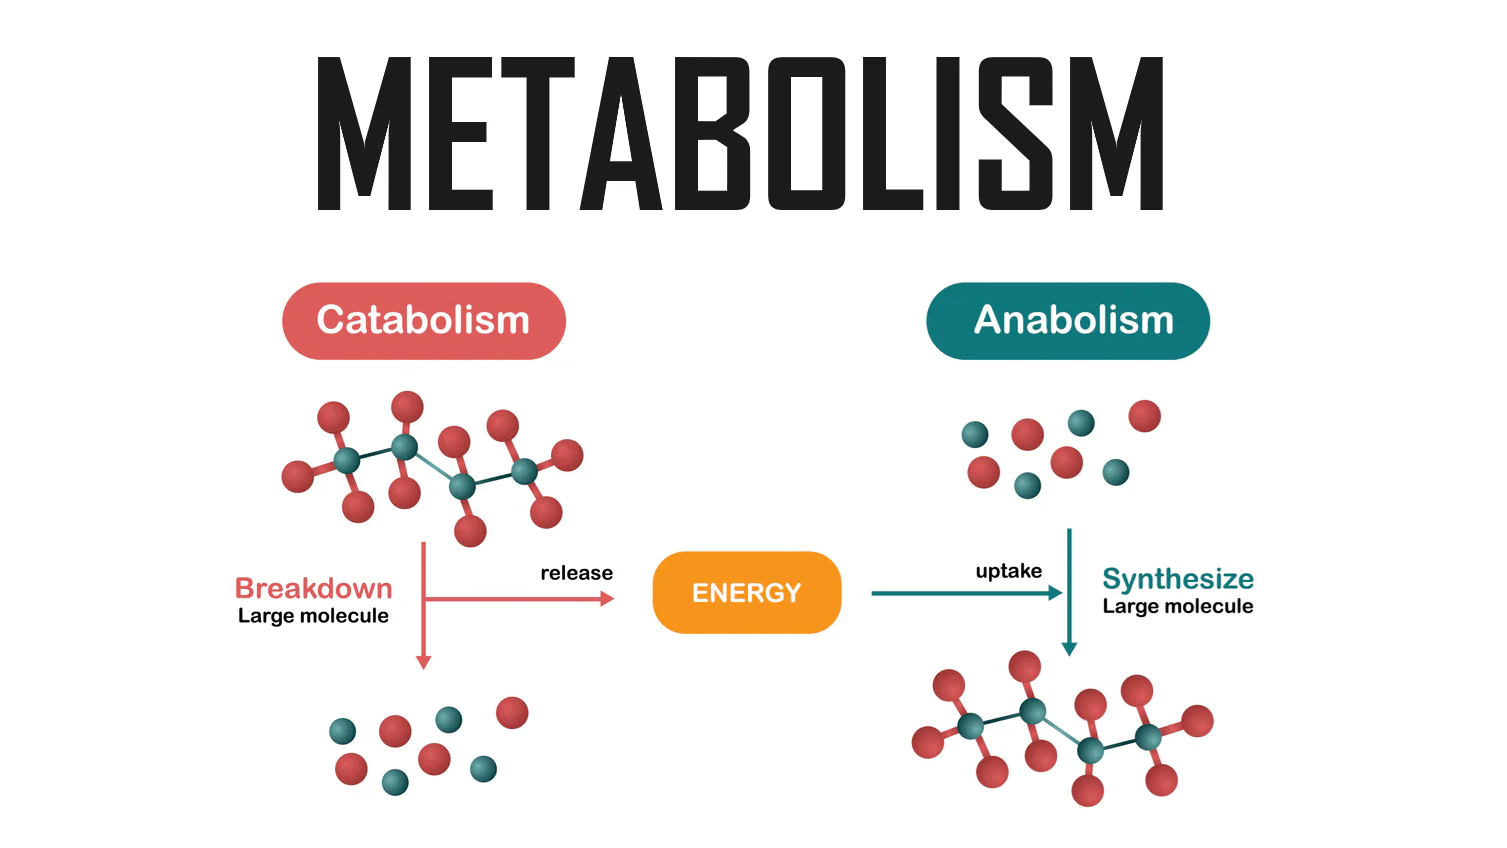 METABOLISM
Catabolism
Anabolism
Breakdown
Large molecule
release
ENERGY
uptake
Synthesize
Large molecule